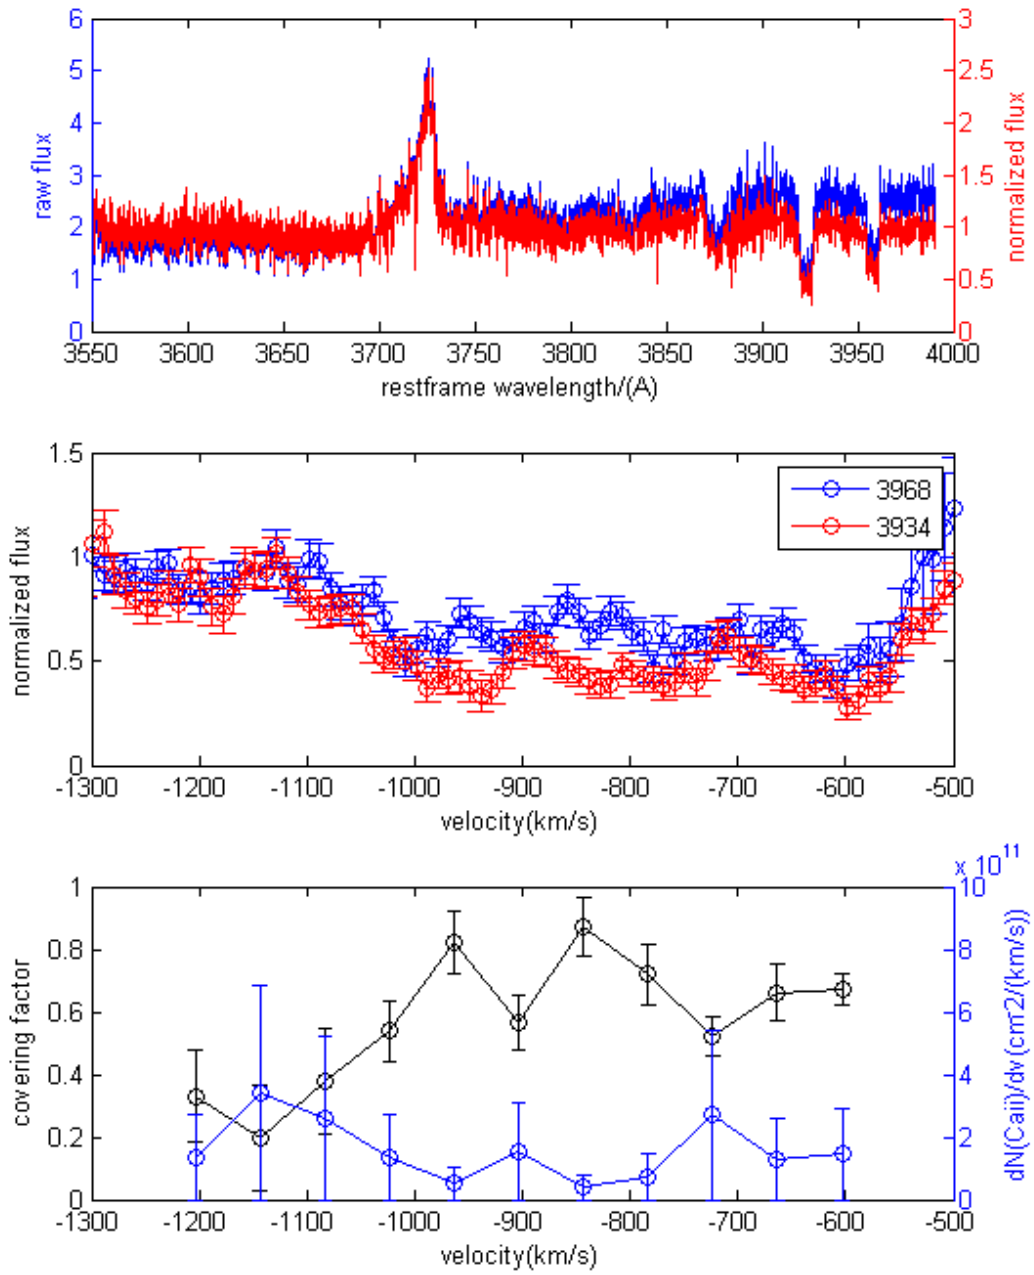 6
5
4
3
2
1
0
raw flux
3
2.5
2
1.5
1
0.5
0
normalized flux
3550 3600 3650 3700 3750 3800 3850 3900 3950 4000
restframe wavelength/(A)
1.5
1
0.5
0
normalized flux
3968
3934
-1300 -1200 -1100 -1000 -900 -800 -700 -600 -500
velocity(km/s)
x 10^11
1
0.8
0.6
0.4
0.2
0
covering factor
10
8
6
4
2
0
dN(Caii)/dv(cm2/(km/s))
-1300 -1200 -1100 -1000 -900 -800 -700 -600 -500
velocity(km/s)